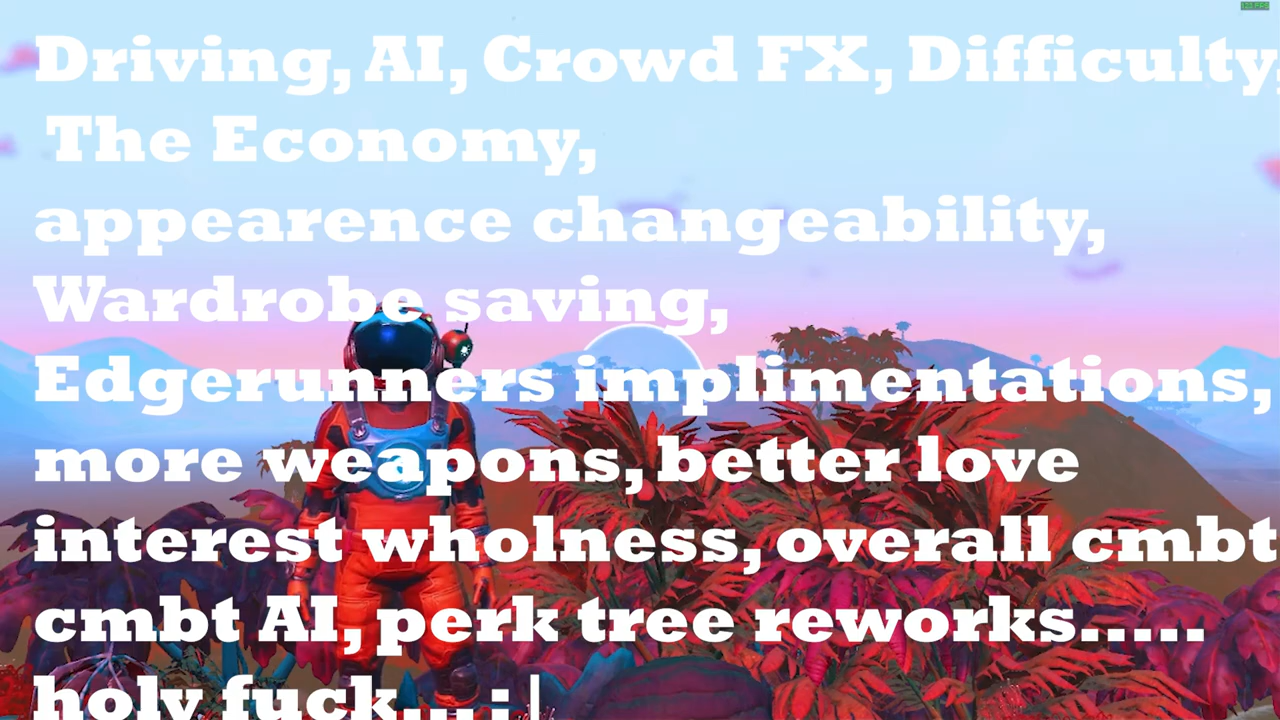 Driving, AI, Crowd FX, Difficulty,
The Economy,
appearence changeability,
Wardrobe saving,
Edgerunners implimentations,
more weapons, better love
interest wholness, overall cmbt
cmbt AI, perk tree reworks.....
holy fuck... :|